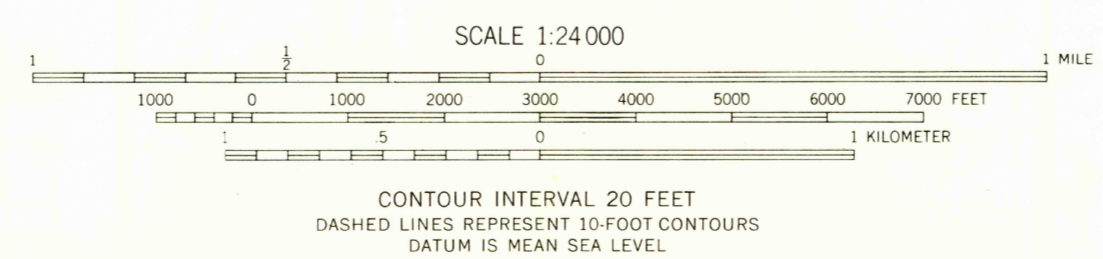 SCALE 1:24 000
1 1/2 0 1 MILE
1000 0 1000 2000 3000 4000 5000 6000 7000 FEET
1 .5 0 1 KILOMETER
CONTOUR INTERVAL 20 FEET
DASHED LINES REPRESENT 10-FOOT CONTOURS
DATUM IS MEAN SEA LEVEL